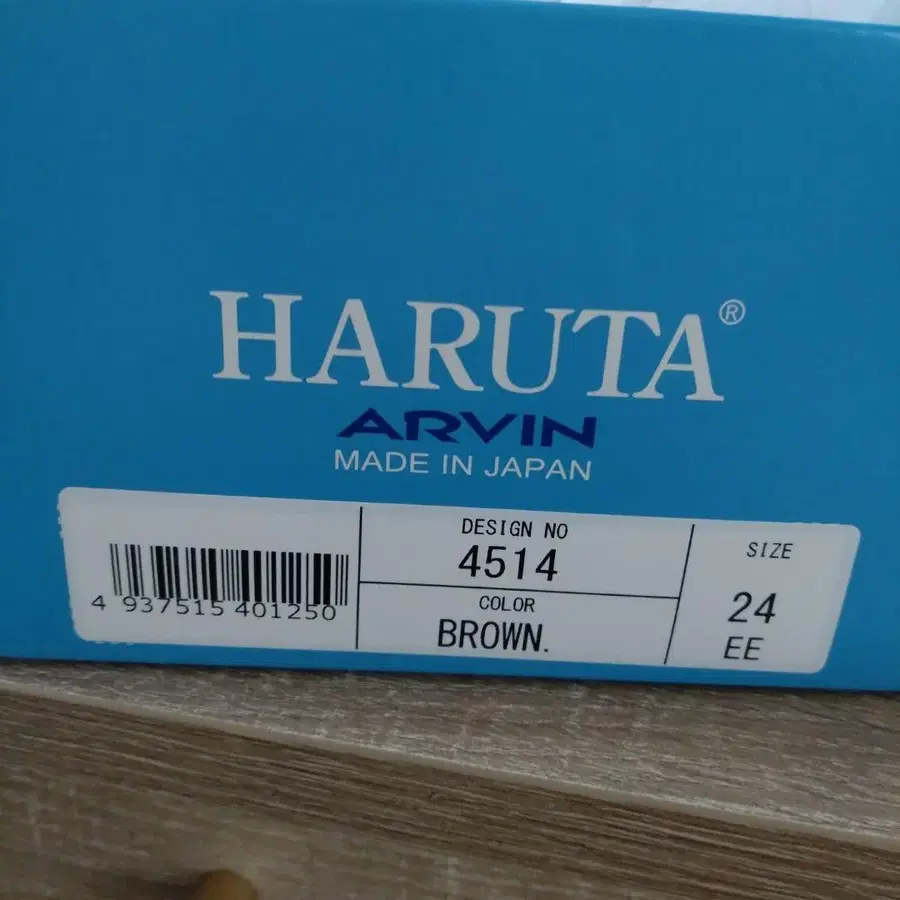 HARUTA®
ARVIN
MADE IN JAPAN
4 937515 401250
DESIGN NO
4514
COLOR
BROWN.
SIZE
24
EE